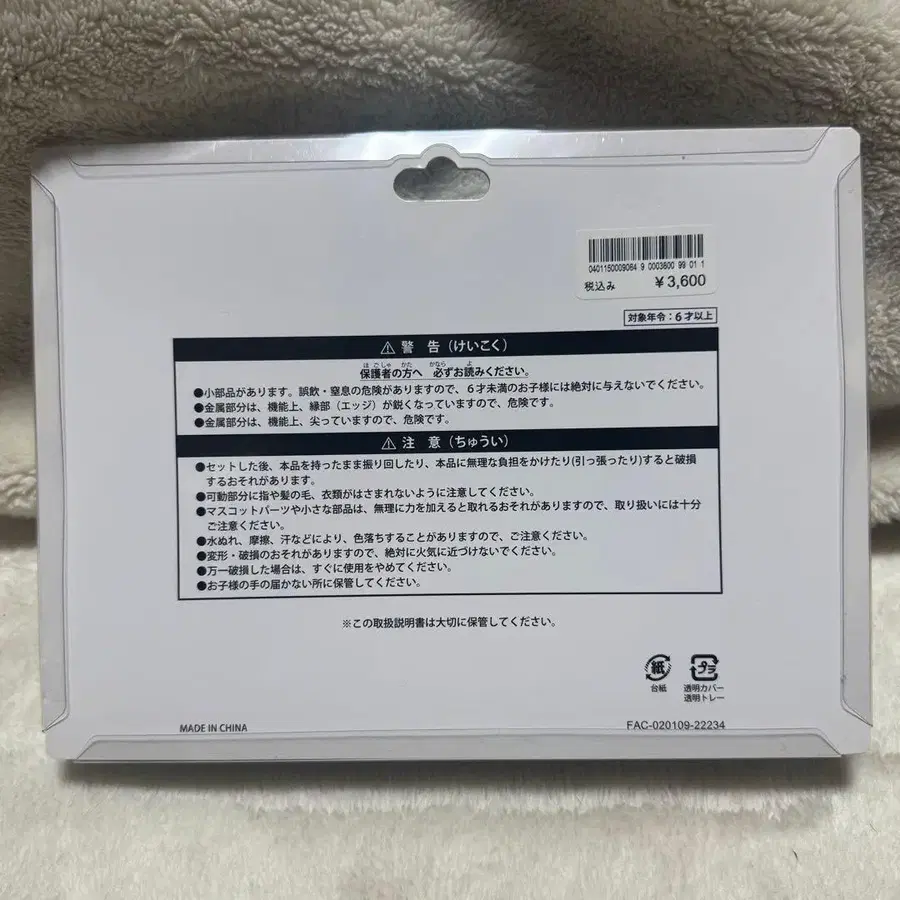 0401150009084 9 0003600 99 01 1
税込み ￥3,600
対象年令：6才以上
⚠ 警 告（けいこく）
ほごしゃ かた かなら よ
保護者の方へ 必ずお読みください。
●小部品があります。誤飲・窒息の危険がありますので、６才未満のお子様には絶対に与えないでください。
●金属部分は、機能上、縁部（エッジ）が鋭くなっていますので、危険です。
●金属部分は、機能上、尖っていますので、危険です。
⚠ 注 意（ちゅうい）
●セットした後、本品を持ったまま振り回したり、本品に無理な負担をかけたり(引っ張ったり)すると破損
するおそれがあります。
●可動部分に指や髪の毛、衣類がはさまれないように注意してください。
●マスコットパーツや小さな部品は、無理に力を加えると取れるおそれがありますので、取り扱いには十分
ご注意ください。
●水ぬれ、摩擦、汗などにより、色落ちすることがありますので、ご注意ください。
●変形・破損のおそれがありますので、絶対に火気に近づけないでください。
●万一破損した場合は、すぐに使用をやめてください。
●お子様の手の届かない所に保管してください。
※この取扱説明書は大切に保管してください。
紙 プラ
台紙 透明カバー
透明トレー
MADE IN CHINA
FAC-020109-22234